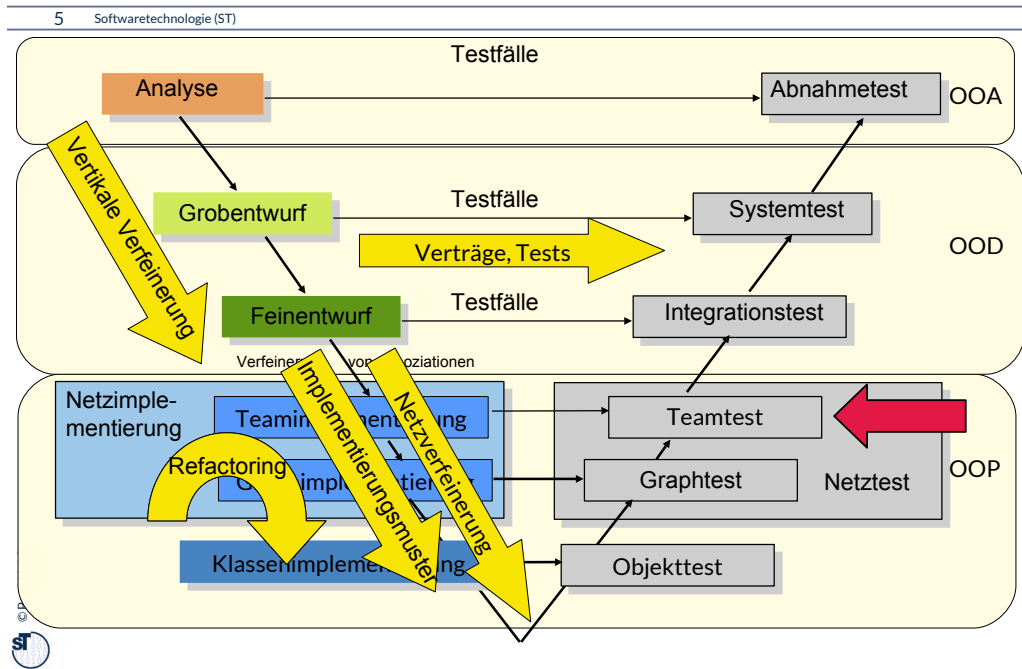 5 Softwaretechnologie (ST)
Testfälle
Analyse
Abnahmetest
OOA
Vertikale Verfeinerung
Grobentwurf
Testfälle
Systemtest
Verträge, Tests
OOD
Feinentwurf
Testfälle
Integrationstest
Implementierungsmuster
Netzverfeinerung
Netzimple-
mentierung
Teamtest
Refactoring
Graphtest
Netztest
OOP
Objekttest
ST